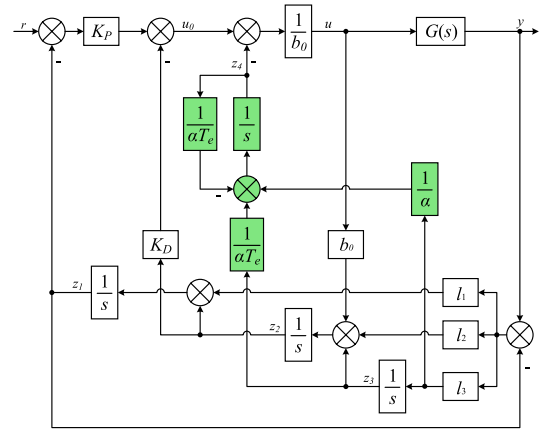 r K_P u_0 1/b_0 u G(s) y
- - -
z_4
1/αT_e 1/s
- 1/α
K_D 1/αT_e b_0
z_1 1/s l_1
z_2 1/s l_2
-
z_3 1/s l_3